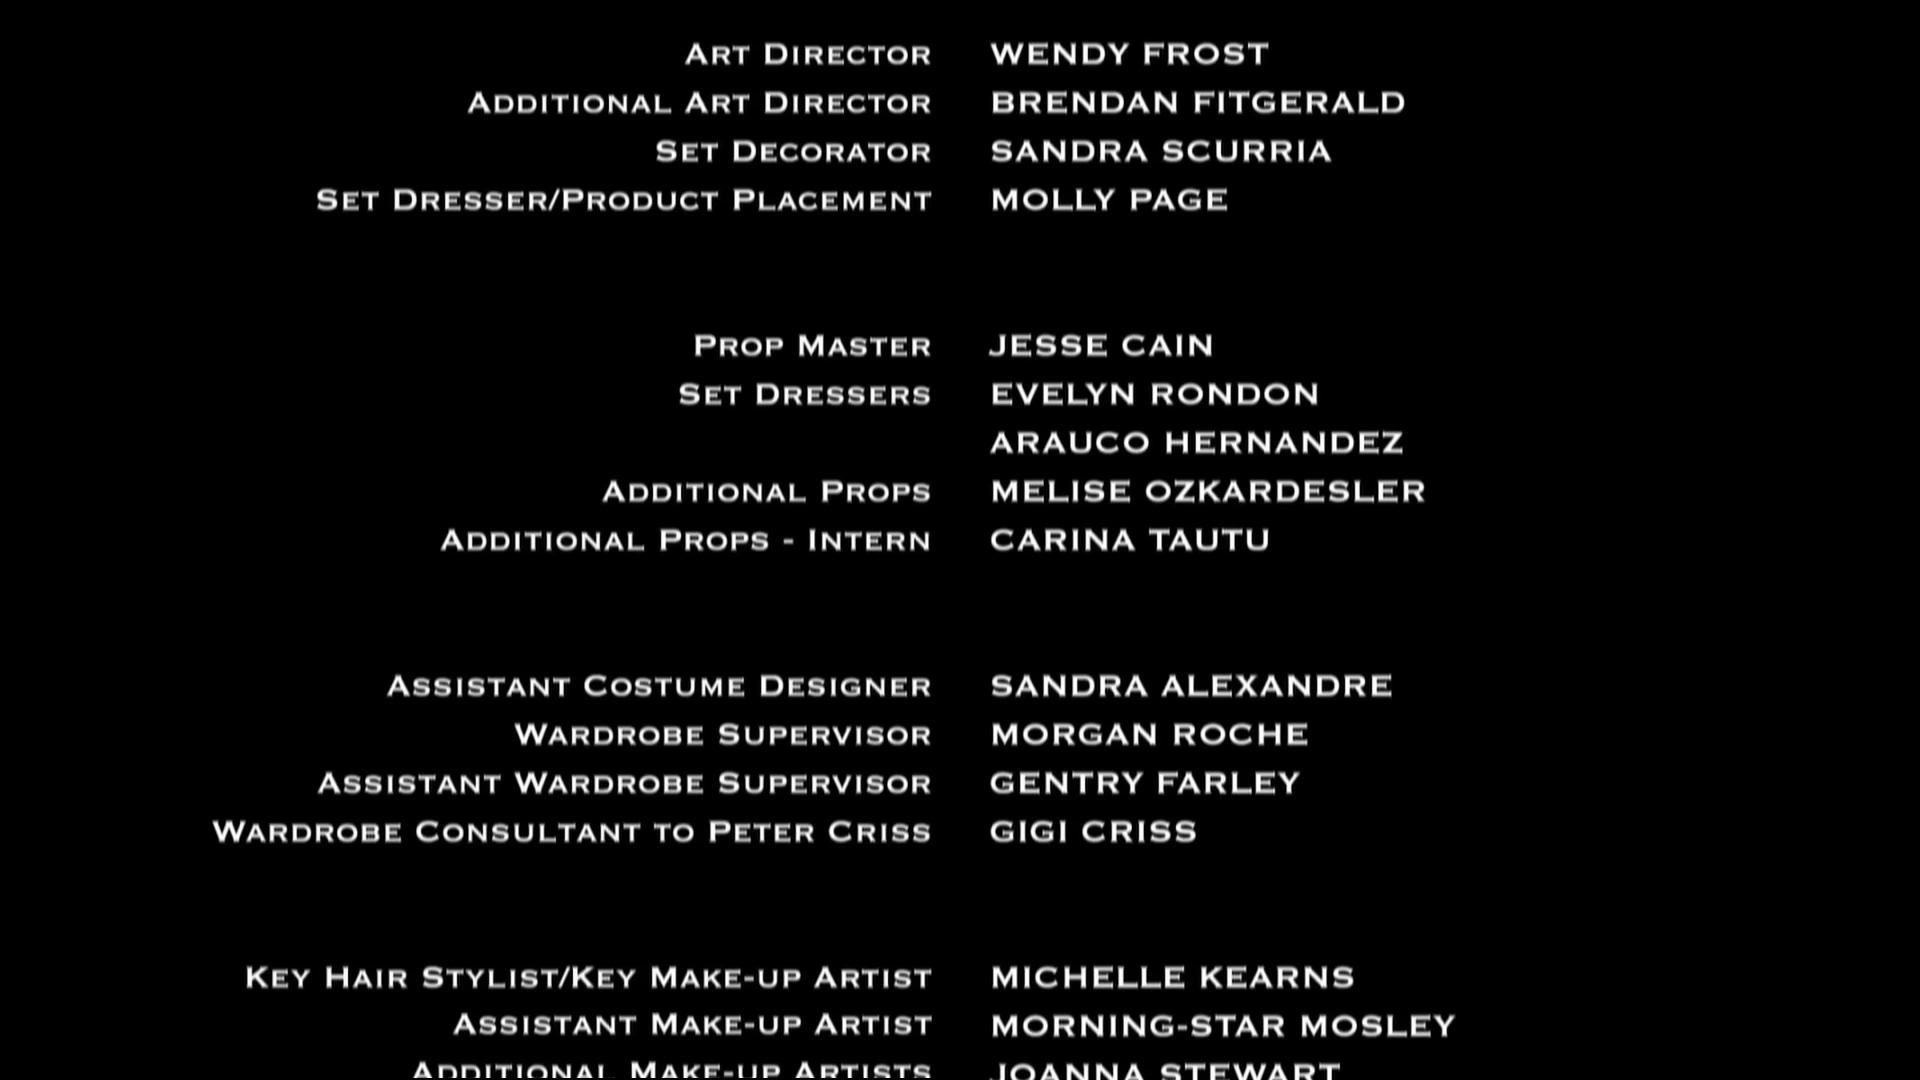 Art Director WENDY FROST
Additional Art Director BRENDAN FITGERALD
Set Decorator SANDRA SCURRIA
Set Dresser/Product Placement MOLLY PAGE
Prop Master JESSE CAIN
Set Dressers EVELYN RONDON
ARAUCO HERNANDEZ
Additional Props MELISE OZKARDESLER
Additional Props - Intern CARINA TAUTU
Assistant Costume Designer SANDRA ALEXANDRE
Wardrobe Supervisor MORGAN ROCHE
Assistant Wardrobe Supervisor GENTRY FARLEY
Wardrobe Consultant to Peter Criss GIGI CRISS
Key Hair Stylist/Key Make-up Artist MICHELLE KEARNS
Assistant Make-up Artist MORNING-STAR MOSLEY
Additional Make-up Artists JOANNA STEWART